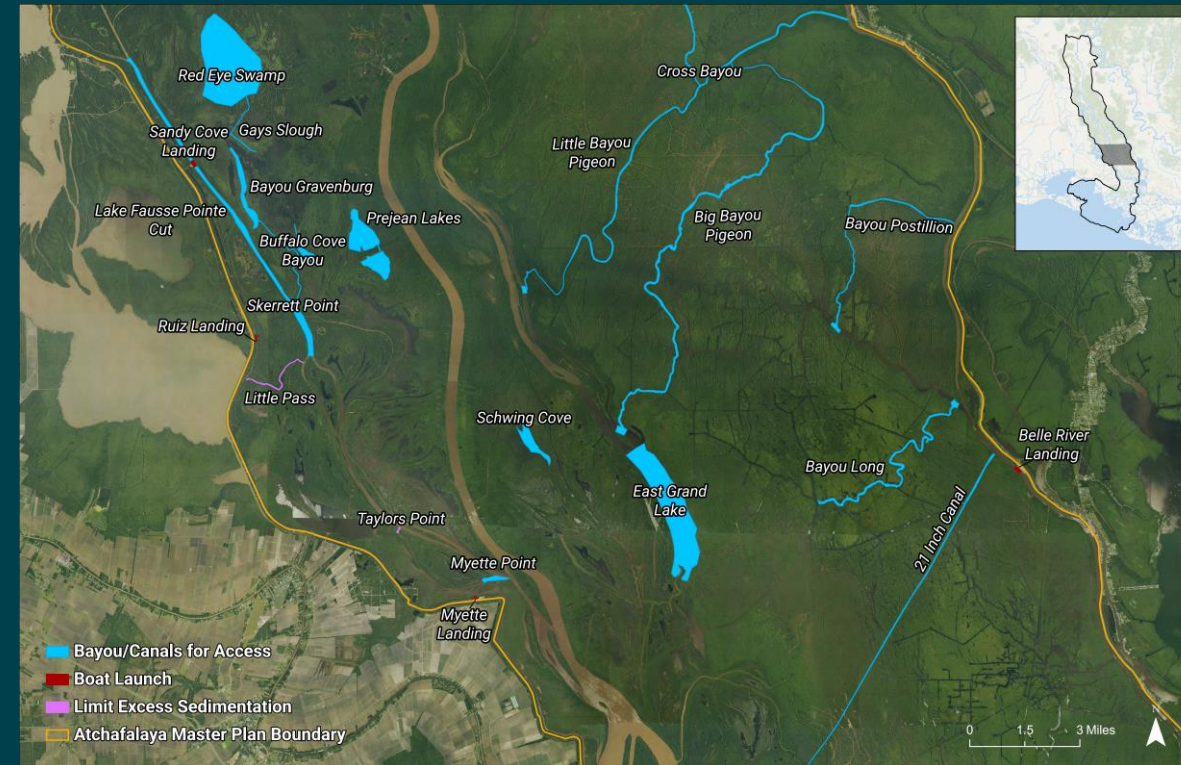 Red Eye Swamp
Cross Bayou
Sandy Cove
Landing
Gays Slough
Little Bayou
Pigeon
Bayou Gravenburg
Lake Fausse Pointe
Cut
Prejean Lakes
Big Bayou
Pigeon
Bayou Postillion
Buffalo Cove
Bayou
Skerrett Point
Ruiz Landing
Little Pass
Schwing Cove
Belle River
Landing
Bayou Long
East Grand
Lake
21 Inch Canal
Taylors Point
Myette Point
Myette
Landing
Bayou/Canals for Access
Boat Launch
Limit Excess Sedimentation
Atchafalaya Master Plan Boundary
0 1.5 3 Miles
N